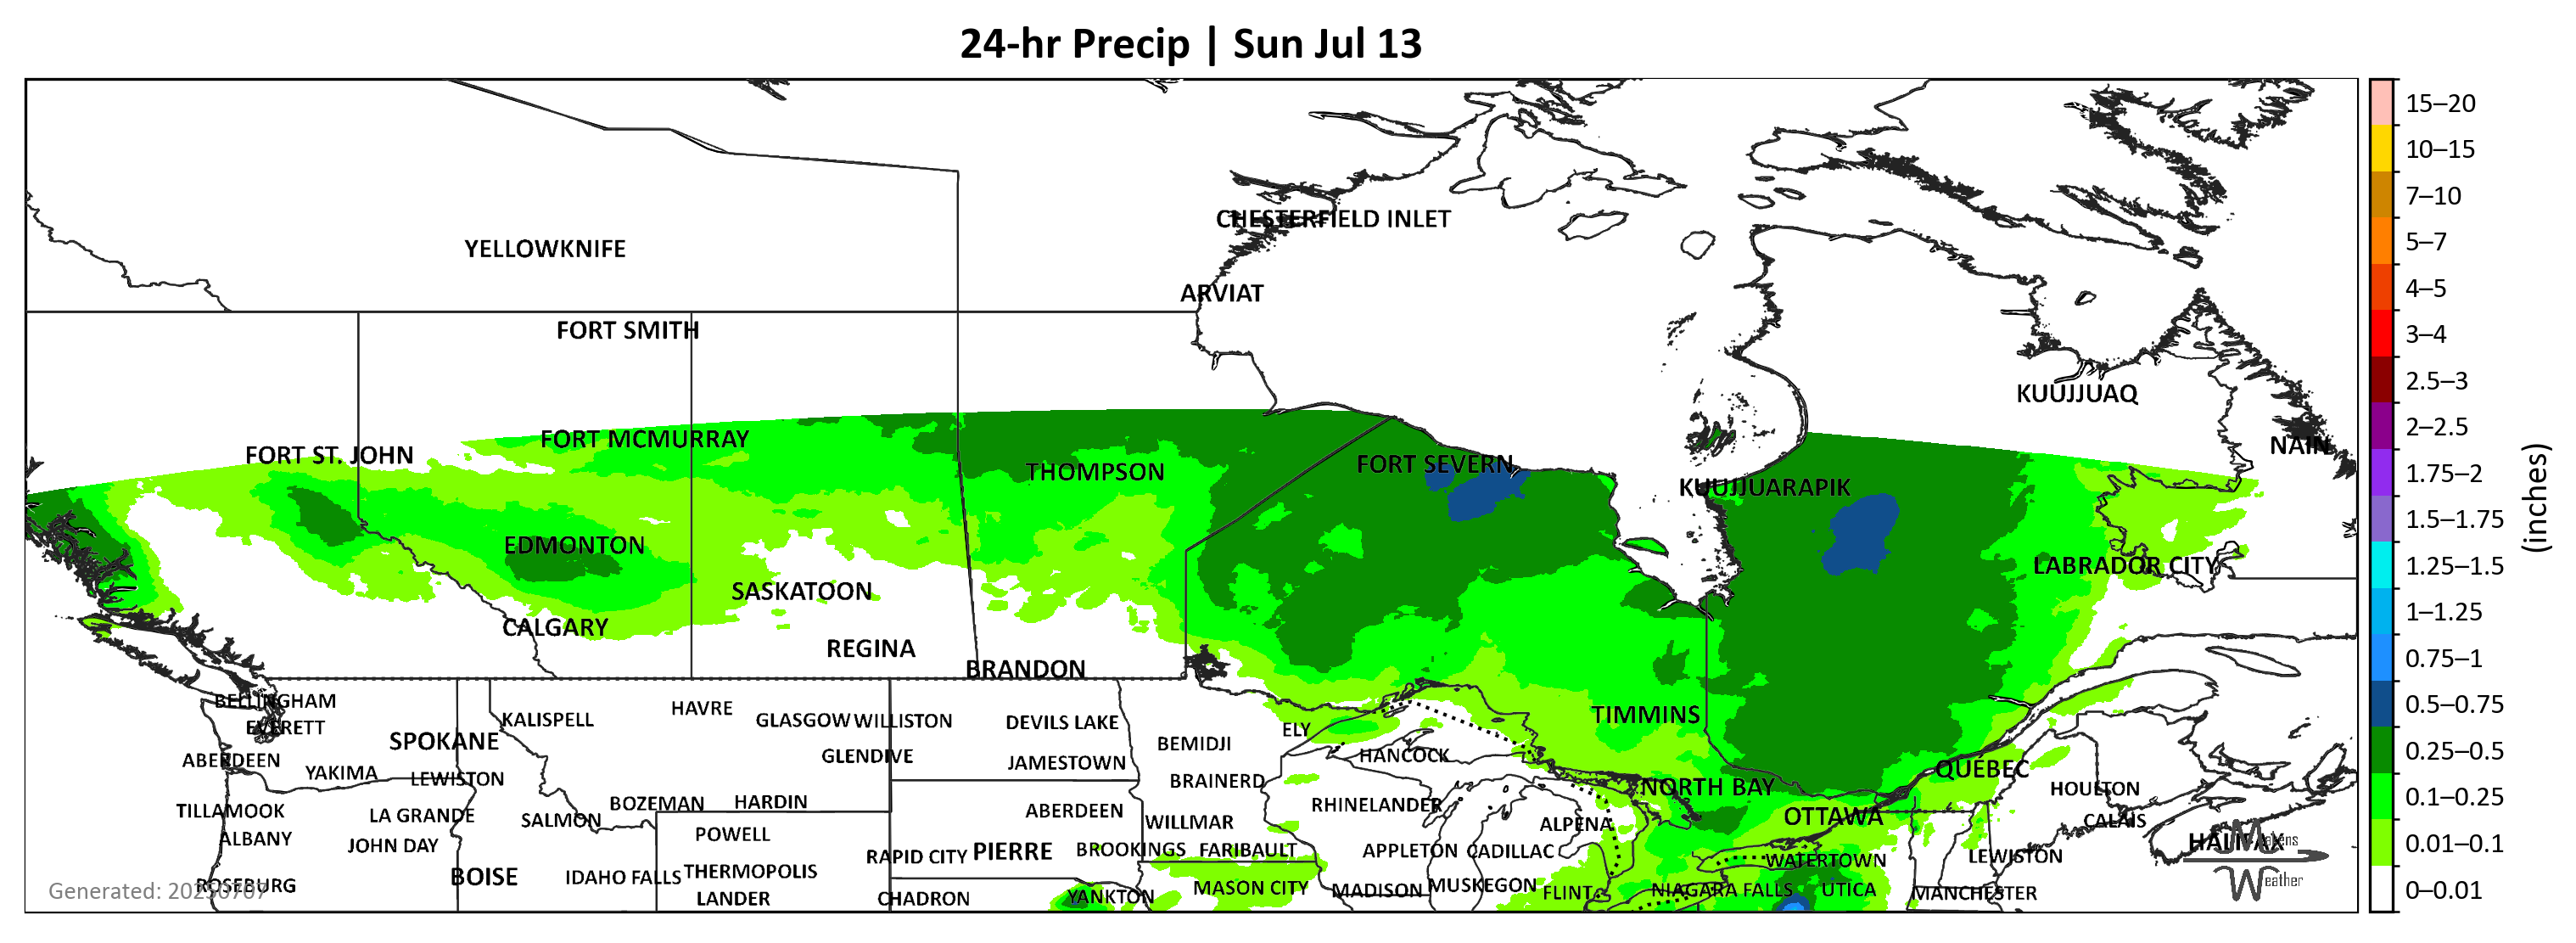 24-hr Precip | Sun Jul 13
CHESTERFIELD INLET
YELLOWKNIFE
ARVIAT
FORT SMITH
KUUJJUAQ
FORT MCMURRAY
NAIN
FORT ST. JOHN
FORT SEVERN
THOMPSON
KUUJJUARAPIK
EDMONTON
LABRADOR CITY
SASKATOON
CALGARY
REGINA
BRANDON
BELLINGHAM
HAVRE
TIMMINS
KALISPELL
GLASGOW WILLISTON
DEVILS LAKE
EVERETT
ELY
SPOKANE
BEMIDJI
GLENDIVE
HANCOCK
ABERDEEN
JAMESTOWN
QUÉBEC
YAKIMA
LEWISTON
BRAINERD
NORTH BAY
HOULTON
BOZEMAN
HARDIN
RHINELANDER
TILLAMOOK
LA GRANDE
ABERDEEN
OTTAWA
SALMON
WILLMAR
ALPENA
CALAIS
POWELL
ALBANY
HALIFAX
JOHN DAY
PIERRE
BROOKINGS
FARIBAULT
APPLETON
CADILLAC
RAPID CITY
LEWISTON
WATERTOWN
THERMOPOLIS
BOISE
IDAHO FALLS
ROSEBURG
MASON CITY
MADISON
MUSKEGON
FLINT
NIAGARA FALLS
UTICA
MANCHESTER
LANDER
CHADRON
YANKTON
Generated: 20250707
Matens
Weather
15–20
10–15
7–10
5–7
4–5
3–4
2.5–3
2–2.5
1.75–2
1.5–1.75
1.25–1.5
1–1.25
0.75–1
0.5–0.75
0.25–0.5
0.1–0.25
0.01–0.1
0–0.01
(inches)